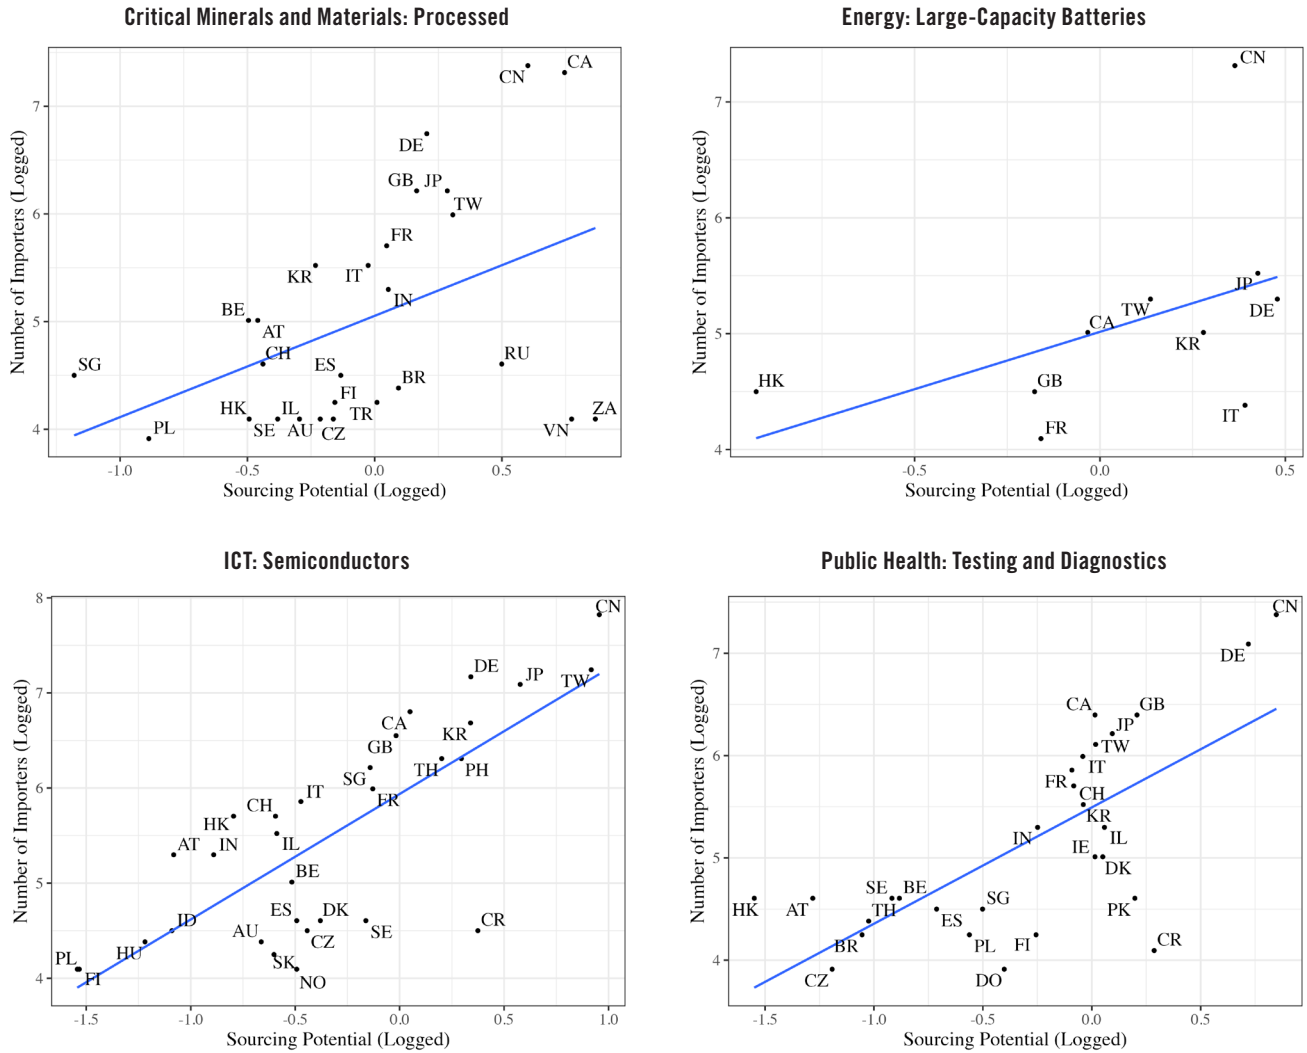 Critical Minerals and Materials: Processed
Number of Importers (Logged)
7
6
5
4
CN
CA
DE
GB
JP
TW
FR
KR
IT
IN
BE
AT
CH
SG
ES
RU
BR
FI
HK
SE
IL
AU
CZ
TR
VN
ZA
PL
-1.0
-0.5
0.0
0.5
Sourcing Potential (Logged)
Energy: Large-Capacity Batteries
Number of Importers (Logged)
7
6
5
4
CN
JP
TW
DE
CA
KR
HK
GB
IT
FR
-0.5
0.0
0.5
Sourcing Potential (Logged)
ICT: Semiconductors
Number of Importers (Logged)
8
7
6
5
4
CN
DE
JP
TW
CA
KR
GB
TH
PH
SG
FR
IT
CH
HK
IL
AT
IN
BE
ES
DK
ID
CZ
SE
CR
AU
HU
SK
PL
FI
NO
-1.5
-1.0
-0.5
0.0
0.5
1.0
Sourcing Potential (Logged)
Public Health: Testing and Diagnostics
Number of Importers (Logged)
7
6
5
4
CN
DE
CA
GB
JP
TW
IT
FR
CH
KR
IN
IL
IE
DK
SE
BE
HK
AT
TH
SG
ES
PK
BR
PL
FI
CR
CZ
DO
-1.5
-1.0
-0.5
0.0
0.5
Sourcing Potential (Logged)